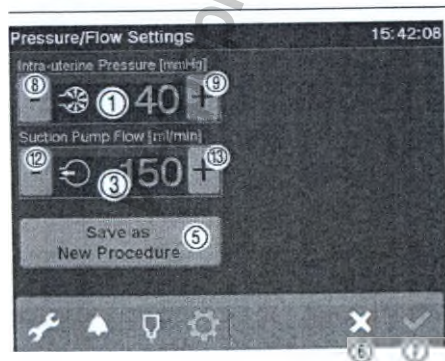 Pressure/Flow Settings 15:42:08
Intra-uterine Pressure [mmHg]
⑧ ⑨
- ① 40 +
Suction Pump Flow [ml/min]
⑫ ⑬
- ③ 150 +
Save as ⑤
New Procedure
⑥